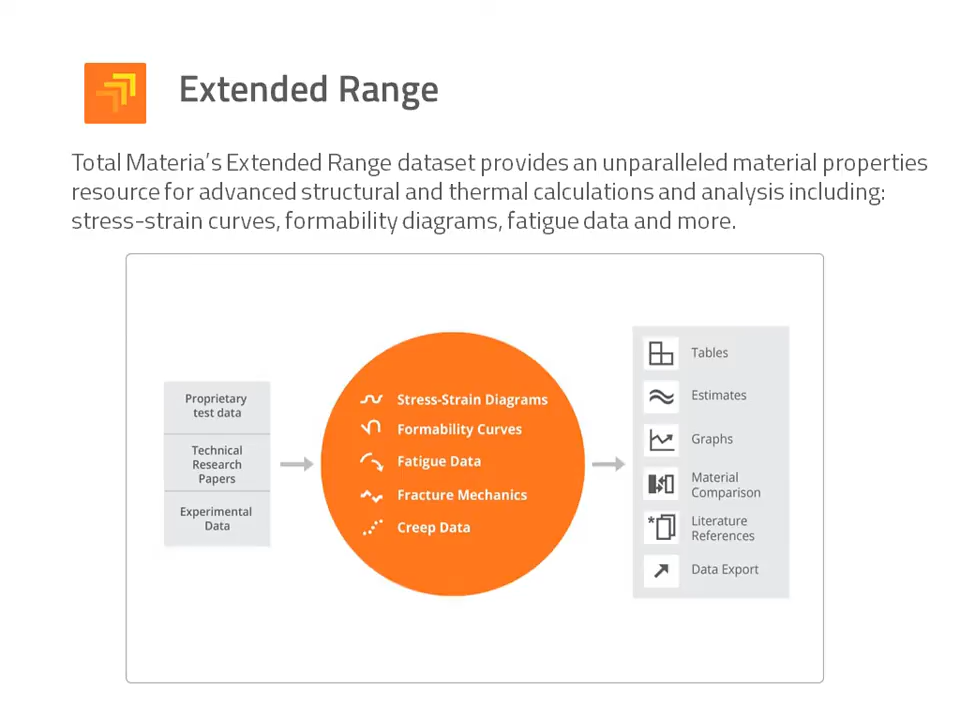 Extended Range
Total Materia’s Extended Range dataset provides an unparalleled material properties
resource for advanced structural and thermal calculations and analysis including:
stress-strain curves, formability diagrams, fatigue data and more.
Proprietary
test data
Technical
Research
Papers
Experimental
Data
Stress-Strain Diagrams
Formability Curves
Fatigue Data
Fracture Mechanics
Creep Data
Tables
Estimates
Graphs
Material
Comparison
Literature
References
Data Export